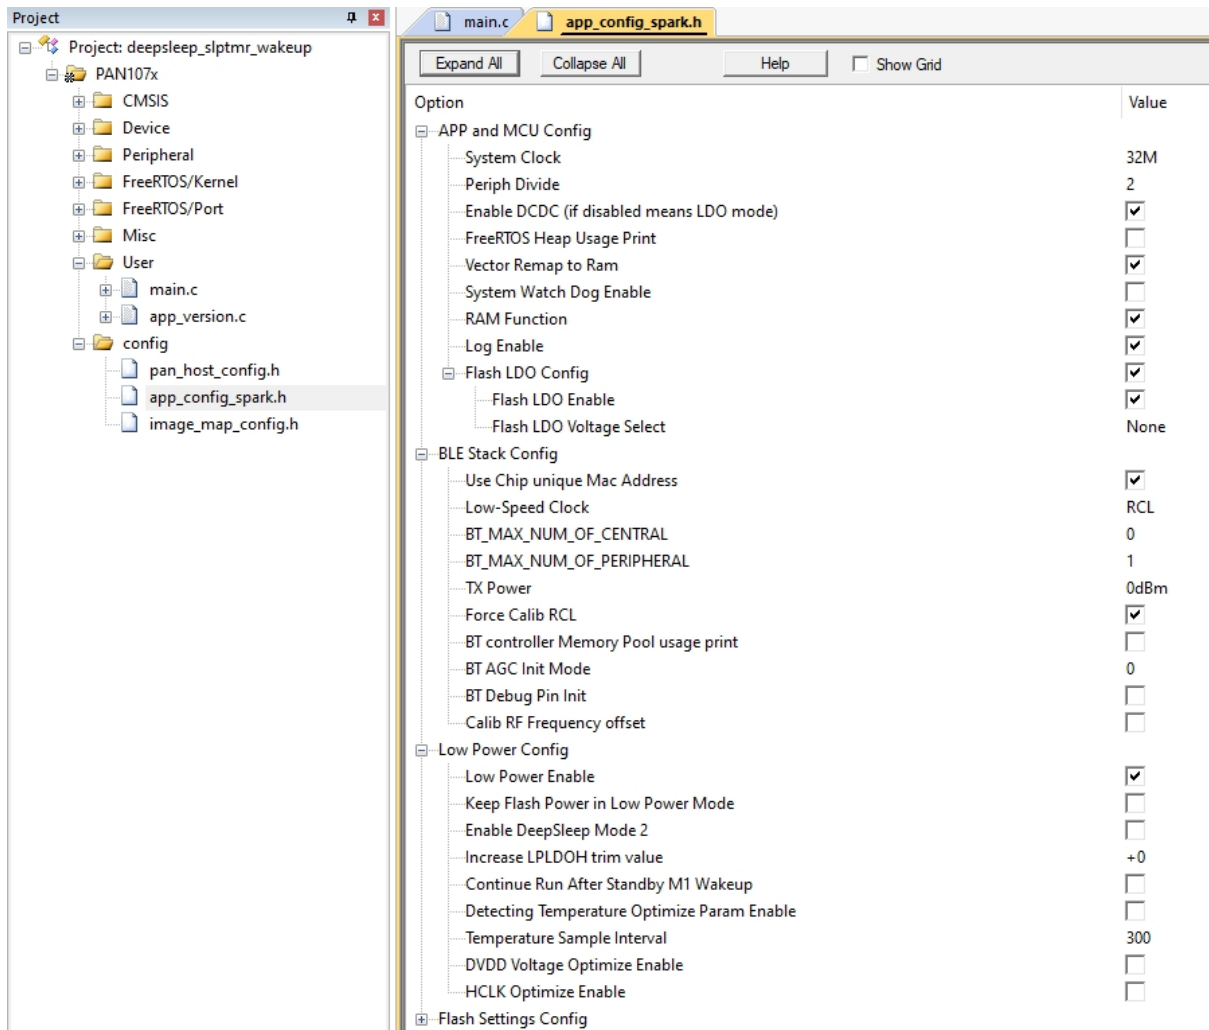 Project
Project: deepsleep_slptmr_wakeup
PAN107x
CMSIS
Device
Peripheral
FreeRTOS/Kernel
FreeRTOS/Port
Misc
User
main.c
app_version.c
config
pan_host_config.h
app_config_spark.h
image_map_config.h
main.c app_config_spark.h
Expand All Collapse All Help Show Grid
Option Value
APP and MCU Config
System Clock 32M
Periph Divide 2
Enable DCDC (if disabled means LDO mode)
FreeRTOS Heap Usage Print
Vector Remap to Ram
System Watch Dog Enable
RAM Function
Log Enable
Flash LDO Config
Flash LDO Enable
Flash LDO Voltage Select None
BLE Stack Config
Use Chip unique Mac Address
Low-Speed Clock RCL
BT_MAX_NUM_OF_CENTRAL 0
BT_MAX_NUM_OF_PERIPHERAL 1
TX Power 0dBm
Force Calib RCL
BT controller Memory Pool usage print
BT AGC Init Mode 0
BT Debug Pin Init
Calib RF Frequency offset
Low Power Config
Low Power Enable
Keep Flash Power in Low Power Mode
Enable DeepSleep Mode 2
Increase LPLDOH trim value +0
Continue Run After Standby M1 Wakeup
Detecting Temperature Optimize Param Enable
Temperature Sample Interval 300
DVDD Voltage Optimize Enable
HCLK Optimize Enable
Flash Settings Config